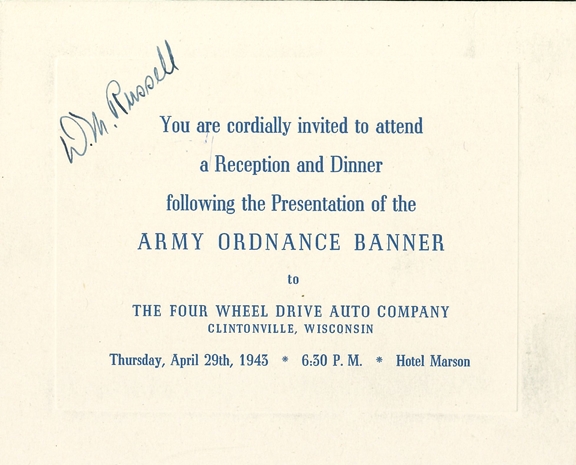 W.M. Russell
You are cordially invited to attend
a Reception and Dinner
following the Presentation of the
ARMY ORDNANCE BANNER
to
THE FOUR WHEEL DRIVE AUTO COMPANY
CLINTONVILLE, WISCONSIN
Thursday, April 29th, 1943 * 6:30 P. M. * Hotel Marson